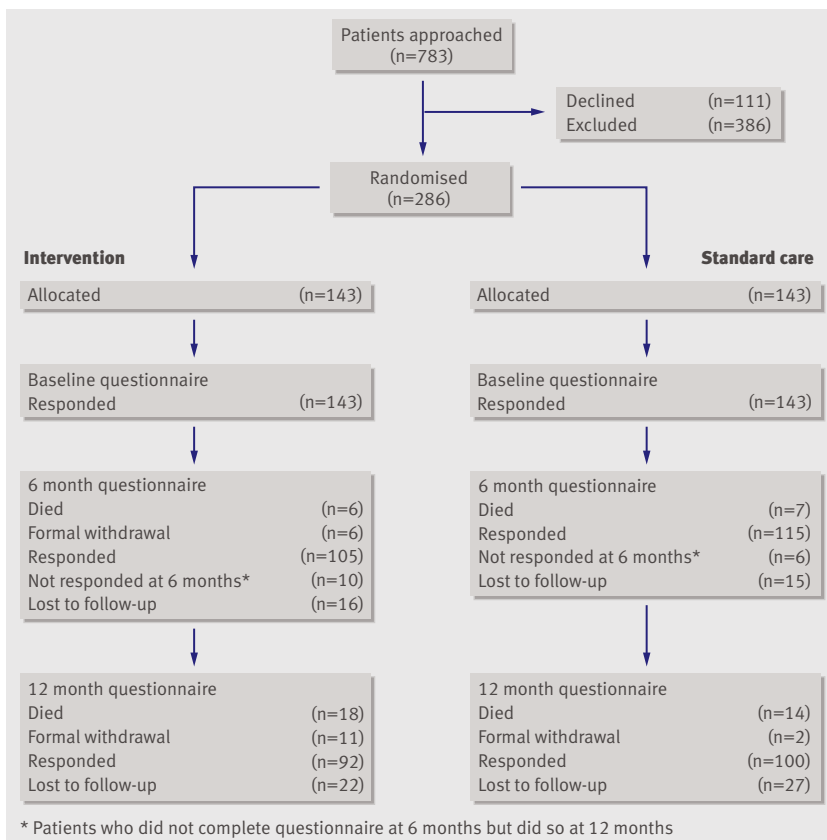 Patients approached
(n=783)
Declined (n=111)
Excluded (n=386)
Randomised
(n=286)
Intervention
Allocated (n=143)
Baseline questionnaire
Responded (n=143)
6 month questionnaire
Died (n=6)
Formal withdrawal (n=6)
Responded (n=105)
Not responded at 6 months* (n=10)
Lost to follow-up (n=16)
12 month questionnaire
Died (n=18)
Formal withdrawal (n=11)
Responded (n=92)
Lost to follow-up (n=22)
Standard care
Allocated (n=143)
Baseline questionnaire
Responded (n=143)
6 month questionnaire
Died (n=7)
Responded (n=115)
Not responded at 6 months* (n=6)
Lost to follow-up (n=15)
12 month questionnaire
Died (n=14)
Formal withdrawal (n=2)
Responded (n=100)
Lost to follow-up (n=27)
* Patients who did not complete questionnaire at 6 months but did so at 12 months